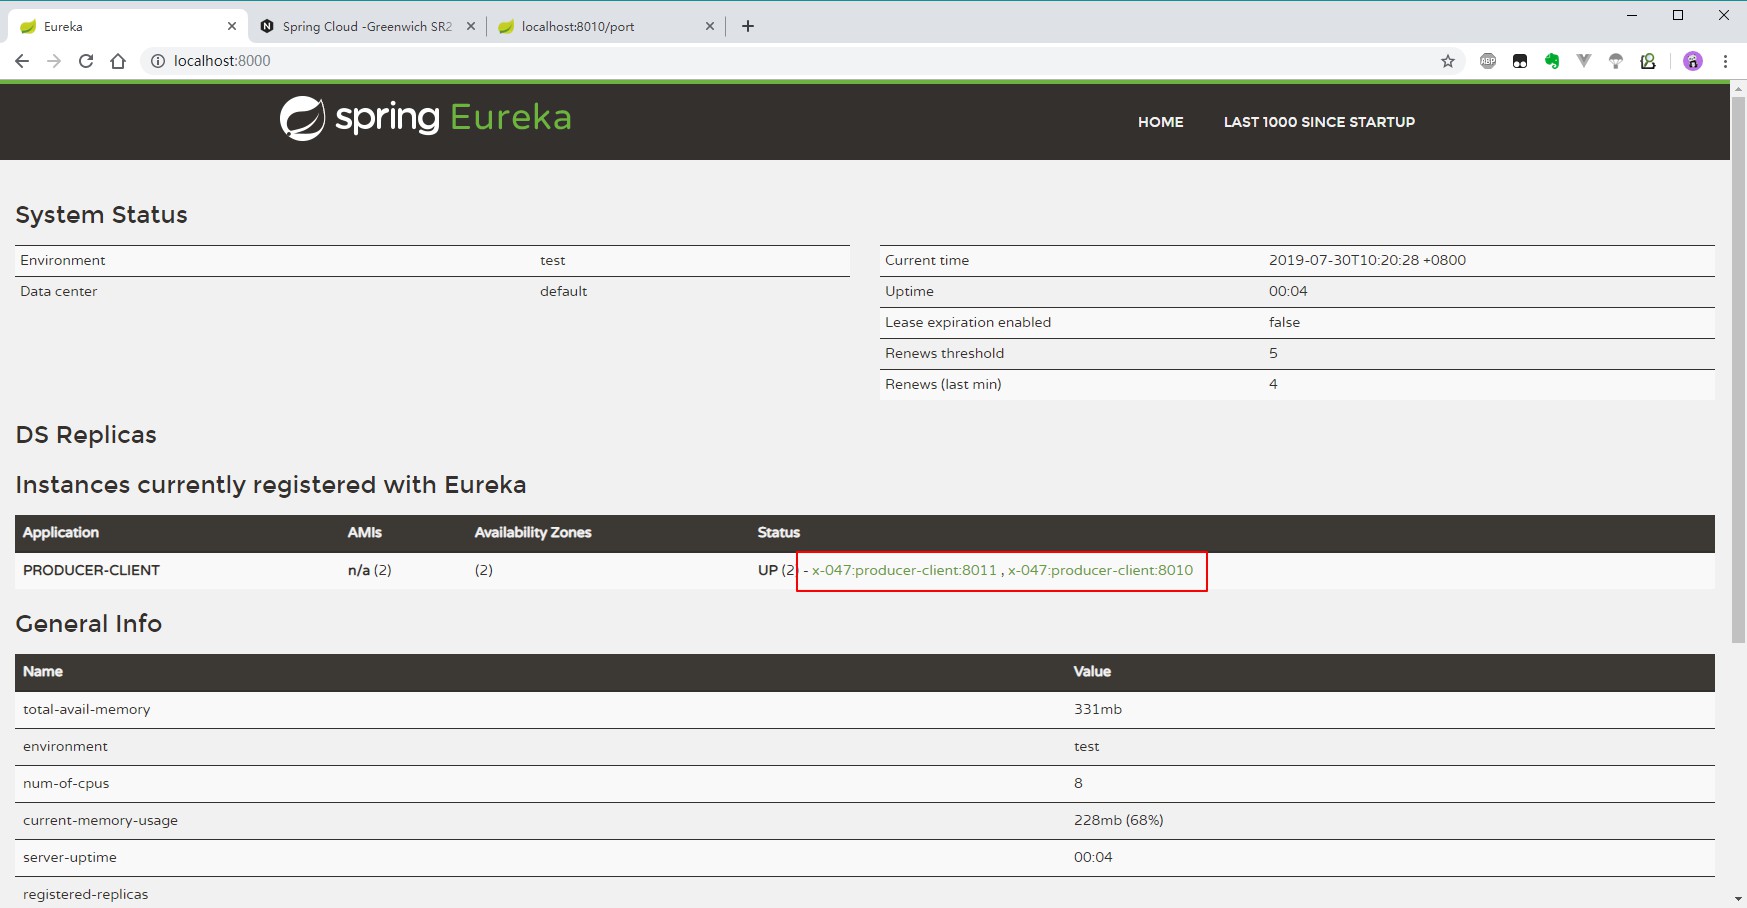 Eureka
Spring Cloud -Greenwich SR2
localhost:8010/port
localhost:8000
ABP
spring Eureka
HOME
LAST 1000 SINCE STARTUP
System Status
Environment test
Data center default
Current time 2019-07-30T10:20:28 +0800
Uptime 00:04
Lease expiration enabled false
Renews threshold 5
Renews (last min) 4
DS Replicas
Instances currently registered with Eureka
Application AMIs Availability Zones Status
PRODUCER-CLIENT n/a (2) (2) UP (2) - x-047:producer-client:8011 , x-047:producer-client:8010
General Info
Name Value
total-avail-memory 331mb
environment test
num-of-cpus 8
current-memory-usage 228mb (68%)
server-uptime 00:04
registered-replicas